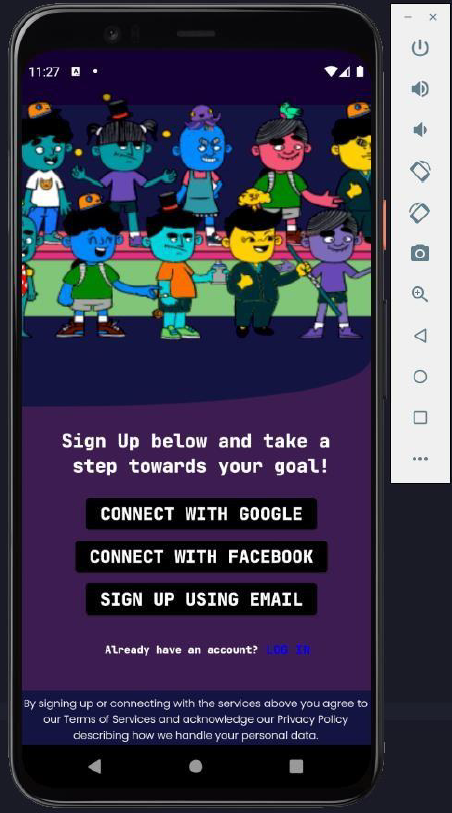 11:27
Sign Up below and take a
step towards your goal!
CONNECT WITH GOOGLE
CONNECT WITH FACEBOOK
SIGN UP USING EMAIL
Already have an account? LOG IN
By signing up or connecting with the services above you agree to
our Terms of Services and acknowledge our Privacy Policy
describing how we handle your personal data.